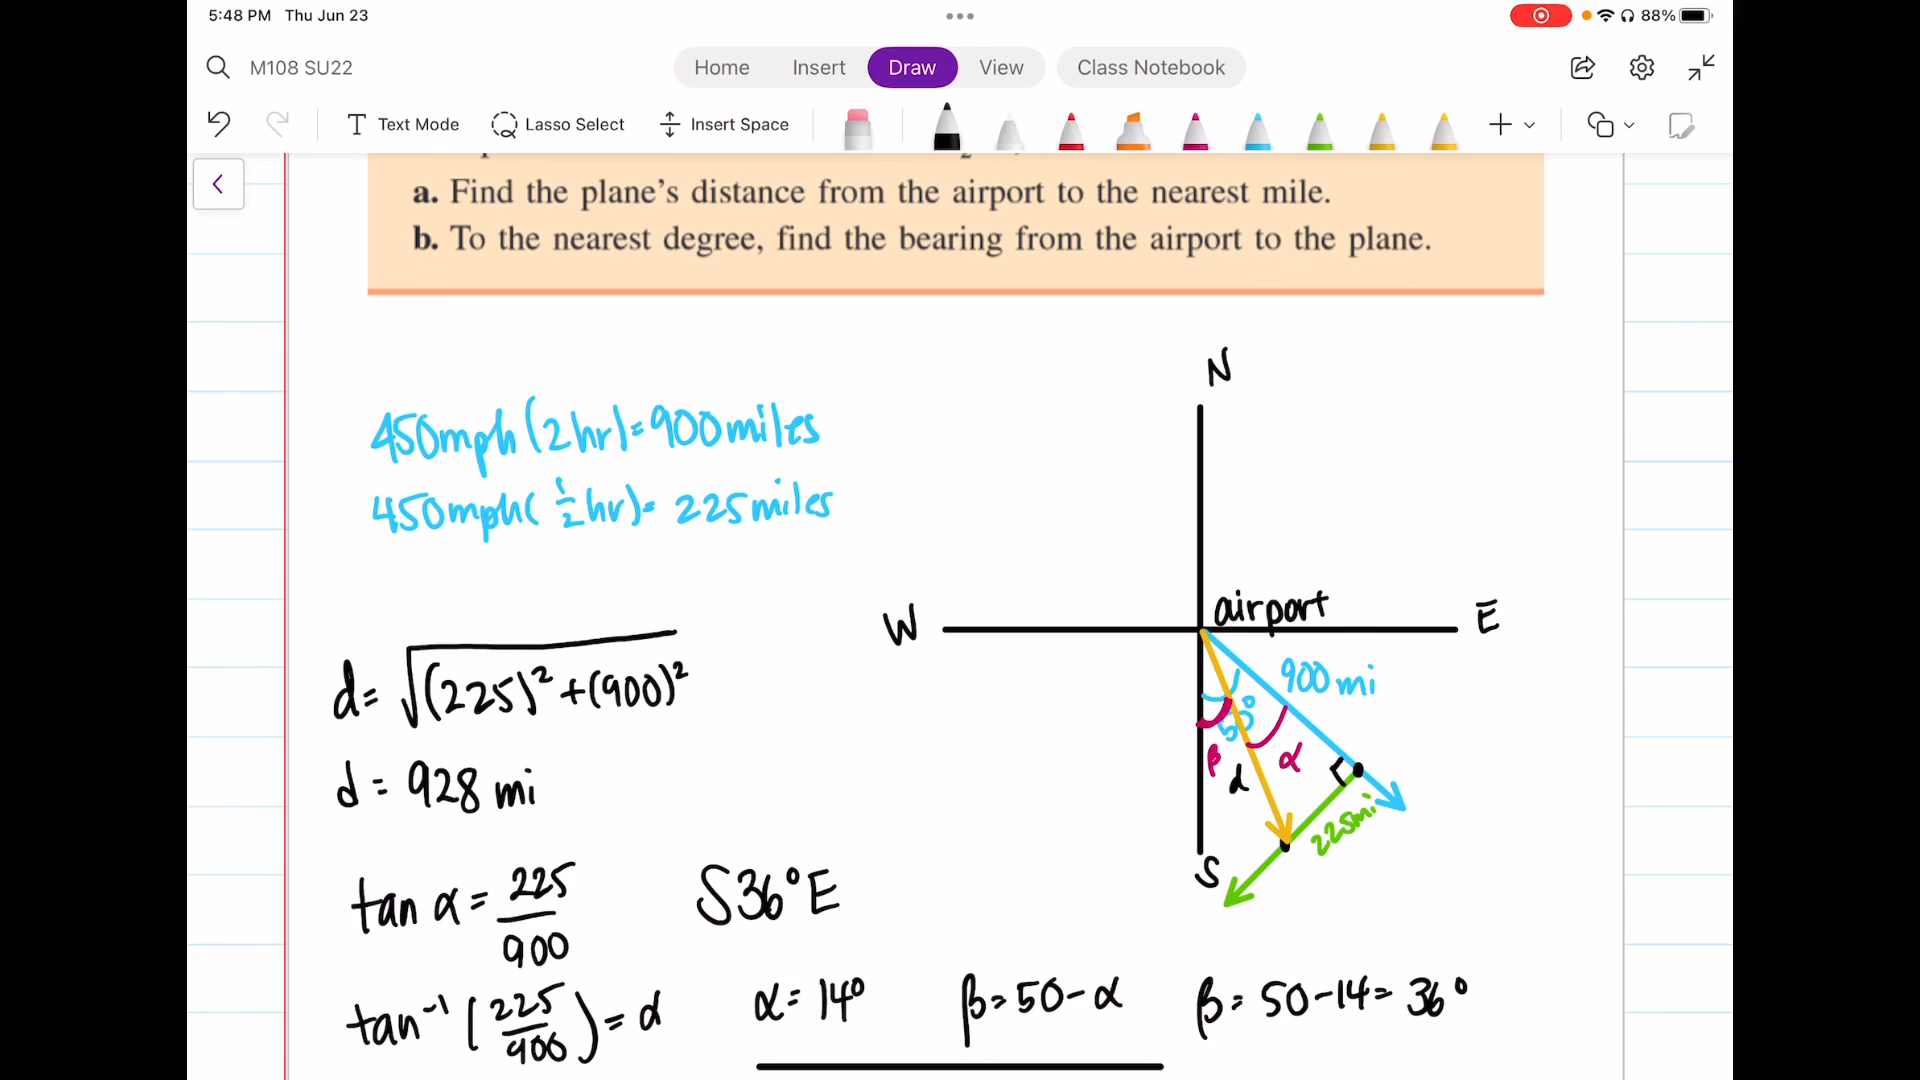 5:48 PM Thu Jun 23
88%
M108 SU22
Home Insert Draw View Class Notebook
Text Mode Lasso Select Insert Space
a. Find the plane's distance from the airport to the nearest mile.
b. To the nearest degree, find the bearing from the airport to the plane.
N
450mph(2hr)=900miles
450mph(½hr)= 225miles
W
airport
E
900mi
50°
β
α
d
225mi
S
d= √(225)²+(900)²
d= 928 mi
tan α = 225/900
S36°E
tan⁻¹(225/900)=α
α= 14°
β=50-α
β= 50-14= 36°